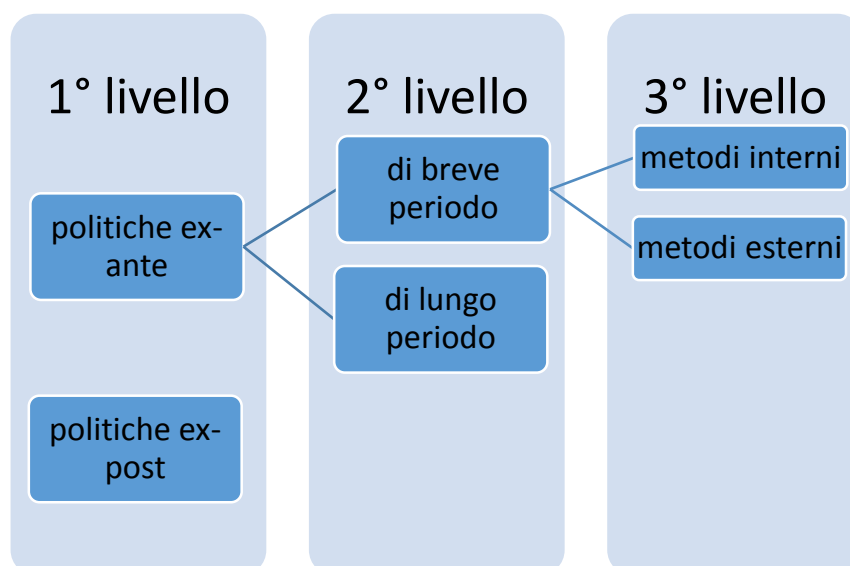 1° livello
politiche ex-
ante
politiche ex-
post
2° livello
di breve
periodo
di lungo
periodo
3° livello
metodi interni
metodi esterni